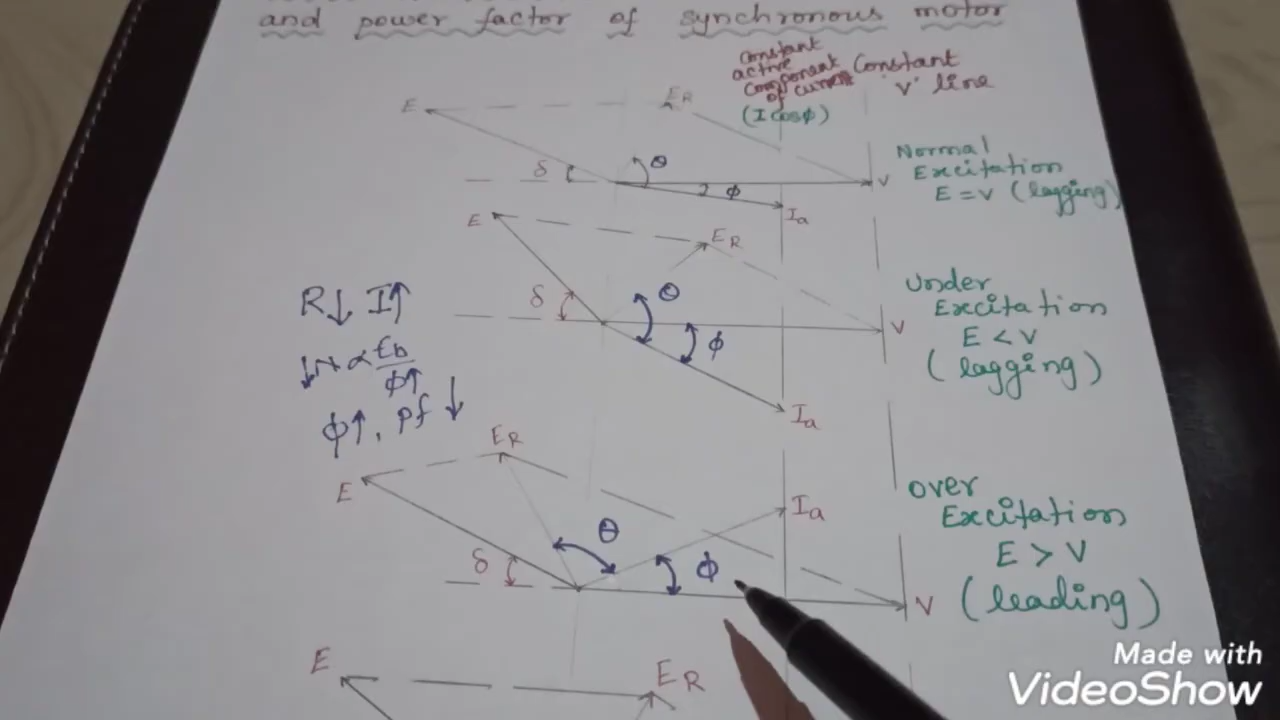 and power factor of synchronous motor
constant
active
component
of current
(I cosϕ)
Constant
'V' line
E
E_R
δ
θ
ϕ
V
I_a
Normal
Excitation
E = V (lagging)
E
E_R
δ
θ
ϕ
V
I_a
Under
Excitation
E < V
(lagging)
R↓ I↑
↓N ∝ E_b/ϕ↑
ϕ↑, pf ↓
E_R
E
δ
θ
ϕ
I_a
V
Over
Excitation
E > V
(leading)
E
E_R
Made with
VideoShow